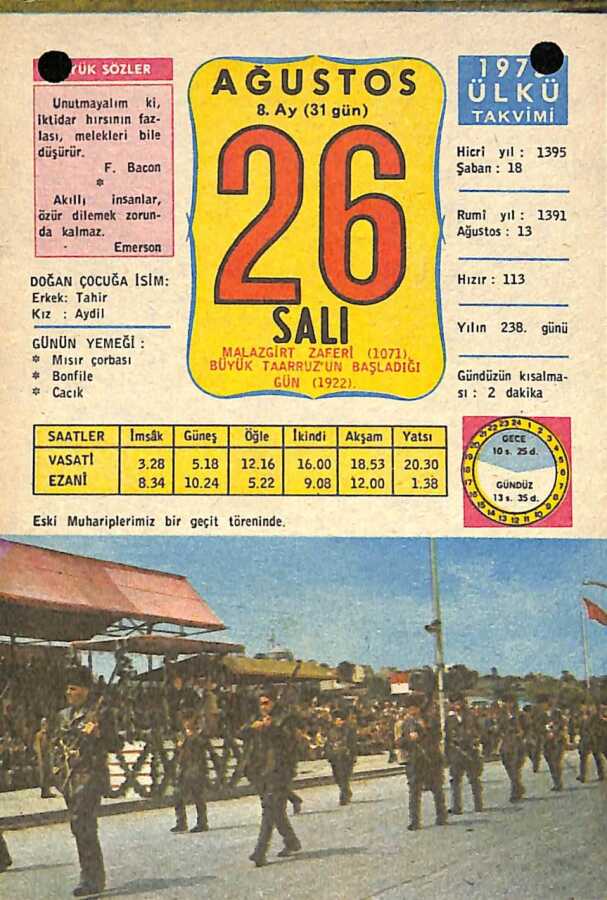 YÜK SÖZLER
Unutmayalım ki,
iktidar hırsının faz-
lası, melekleri bile
düşürür.
F. Bacon
*
Akıllı insanlar,
özür dilemek zorun-
da kalmaz.
Emerson
DOĞAN ÇOCUĞA İSİM:
Erkek: Tahir
Kız : Aydil
GÜNÜN YEMEĞİ :
* Mısır çorbası
* Bonfile
* Cacık
AĞUSTOS
8. Ay (31 gün)
26
SALI
MALAZGİRT ZAFERİ (1071).
BÜYÜK TAARRUZ'UN BAŞLADIĞI
GÜN (1922).
197
ÜLKÜ
TAKVİMİ
Hicrî yıl : 1395
Şaban : 18
Rumî yıl : 1391
Ağustos : 13
Hızır : 113
Yılın 238. günü
Gündüzün kısalma-
sı : 2 dakika
SAATLER İmsâk Güneş Öğle İkindi Akşam Yatsı
VASATİ 3.28 5.18 12.16 16.00 18.53 20.30
EZANİ 8.34 10.24 5.22 9.08 12.00 1.38
GECE
10 s. 25 d.
GÜNDÜZ
13 s. 35 d.
Eski Muhariplerimiz bir geçit töreninde.